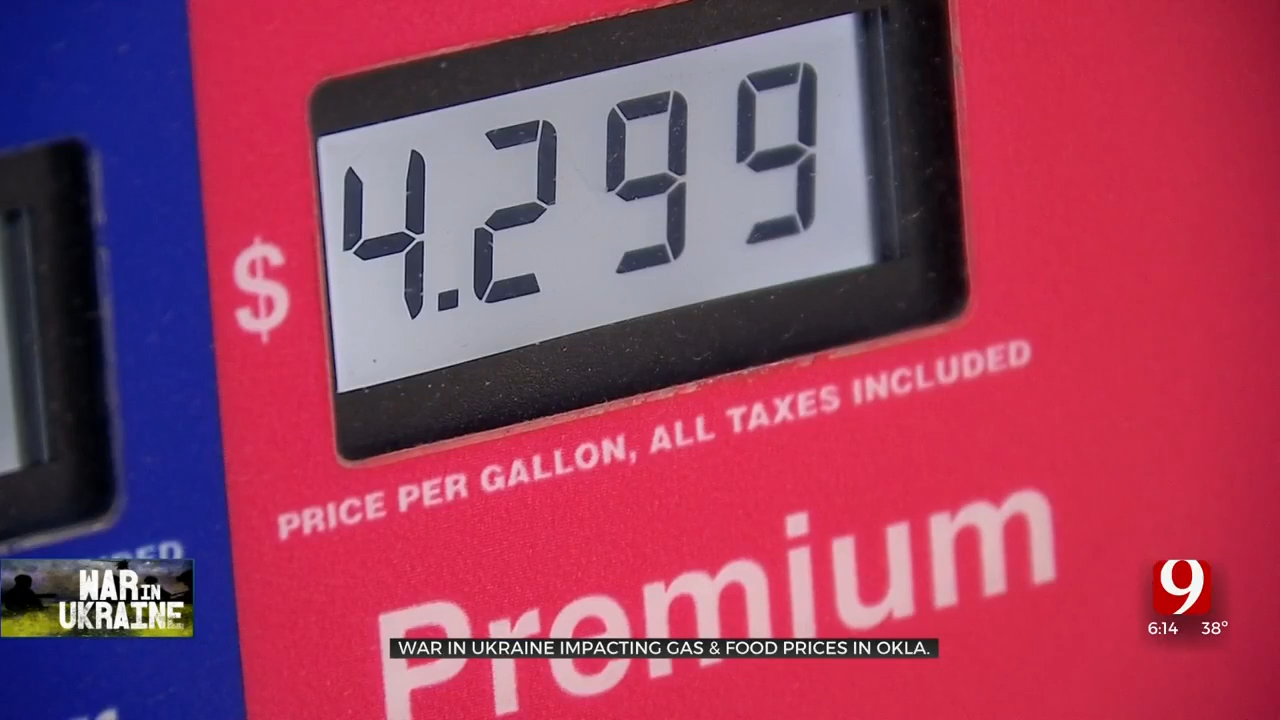 4.299
$
PRICE PER GALLON, ALL TAXES INCLUDED
Premium
WAR IN
UKRAINE
WAR IN UKRAINE IMPACTING GAS & FOOD PRICES IN OKLA.
9
6:14 38°